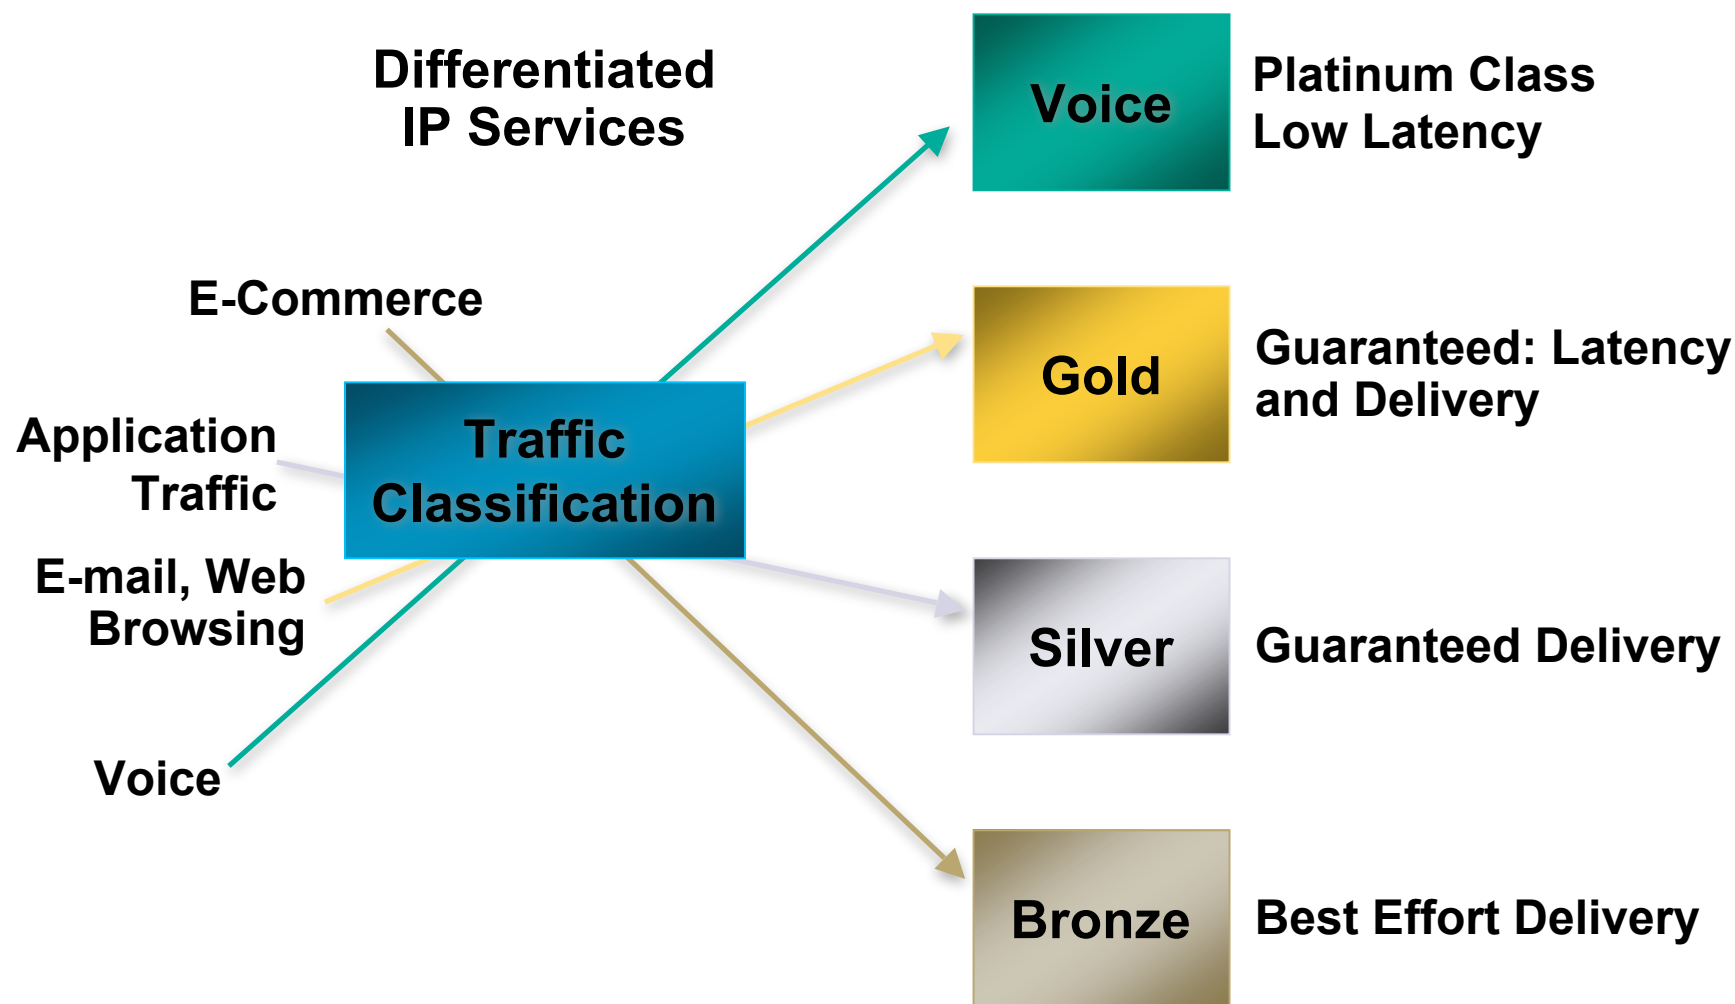 Differentiated
IP Services
E-Commerce
Application
Traffic
E-mail, Web
Browsing
Voice
Traffic
Classification
Voice
Platinum Class
Low Latency
Gold
Guaranteed: Latency
and Delivery
Silver
Guaranteed Delivery
Bronze
Best Effort Delivery